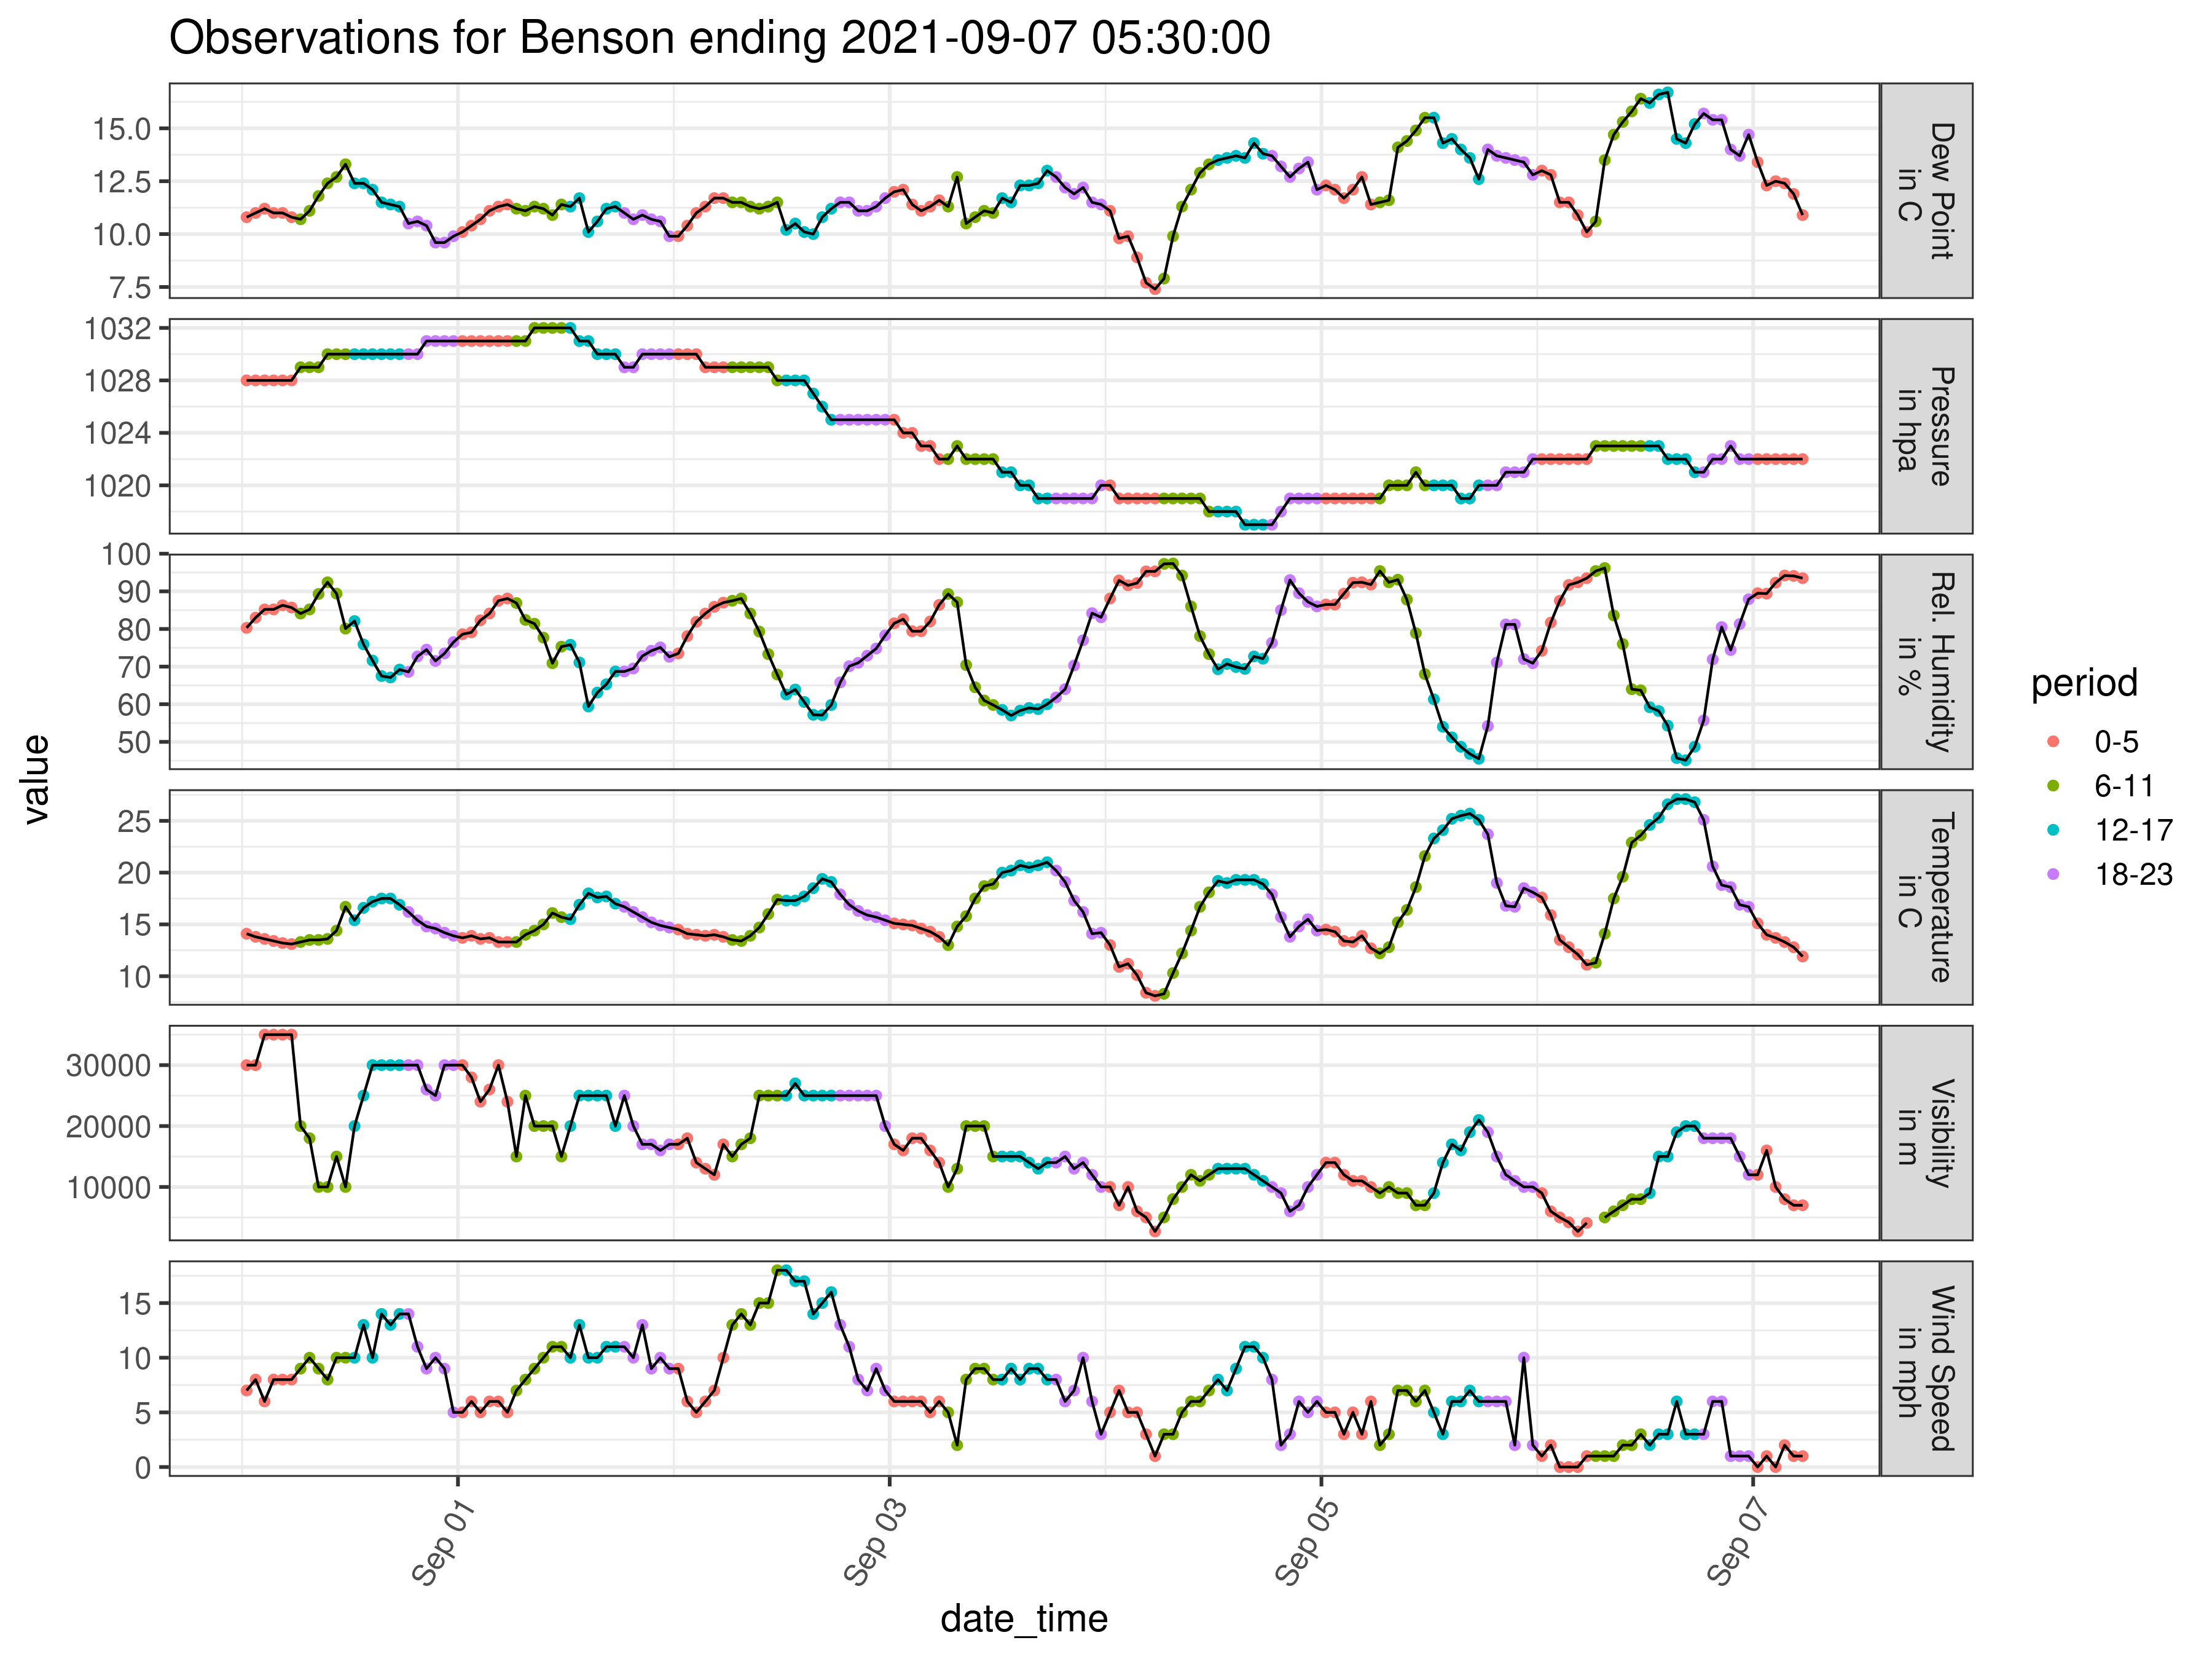 Observations for Benson ending 2021-09-07 05:30:00
15.0
12.5
10.0
7.5
Dew Point
in C
1032
1028
1024
1020
Pressure
in hpa
100
90
80
70
60
50
Rel. Humidity
in %
25
20
15
10
Temperature
in C
30000
20000
10000
Visibility
in m
15
10
5
0
Wind Speed
in mph
value
Sep 01
Sep 03
Sep 05
Sep 07
date_time
period
0-5
6-11
12-17
18-23